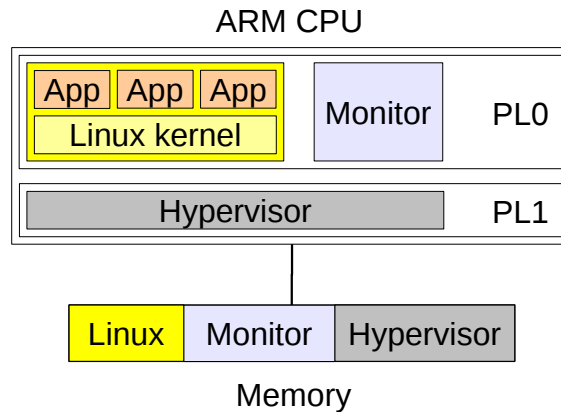 ARM CPU
App App App
Linux kernel
Monitor
PL0
Hypervisor
PL1
Linux Monitor Hypervisor
Memory